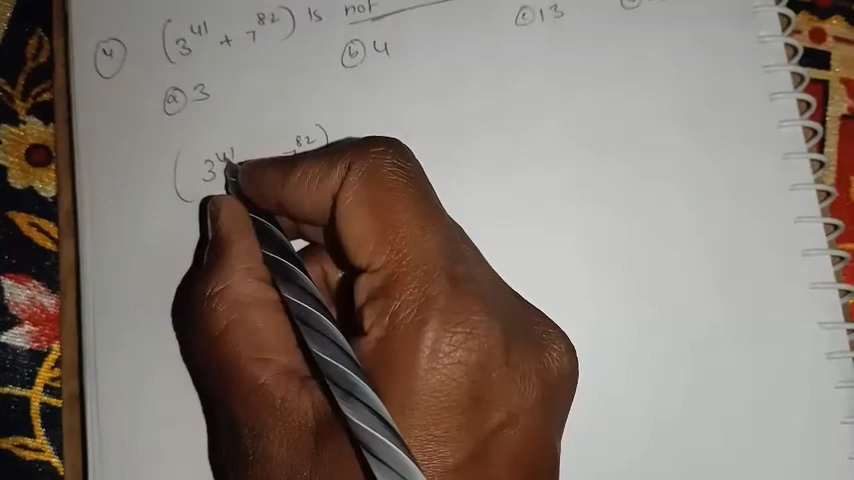 (4) (3^41 + 7^82) is not
(a) 3 (b) 4 (c) 13
(3^41 82)